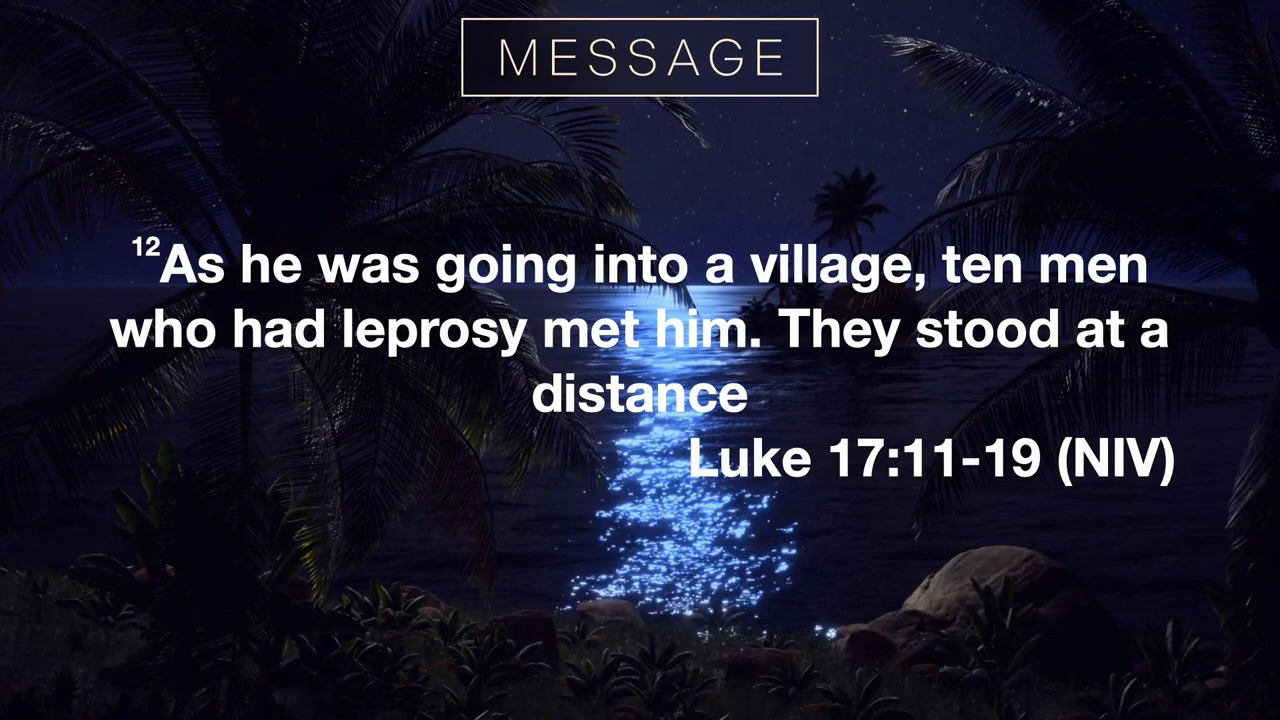 MESSAGE
12As he was going into a village, ten men
who had leprosy met him. They stood at a
distance
Luke 17:11-19 (NIV)